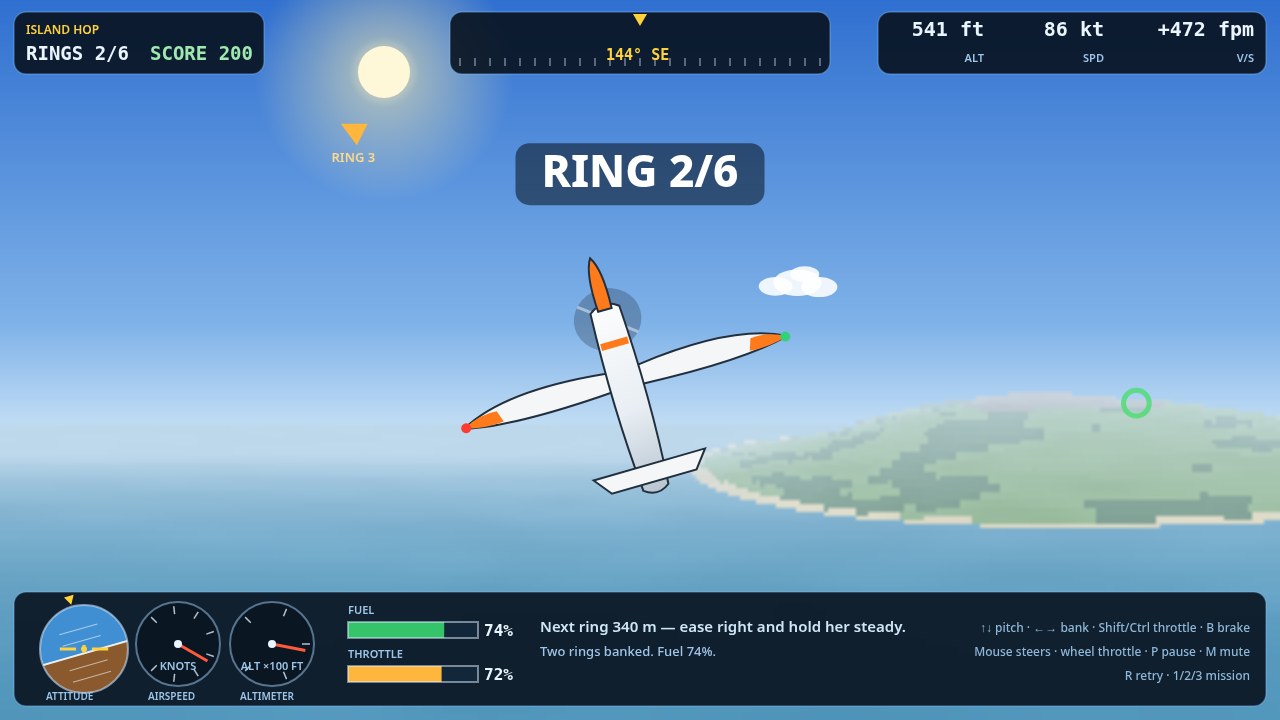 ISLAND HOP
RINGS 2/6 SCORE 200
144° SE
541 ft 86 kt +472 fpm
ALT SPD V/S
RING 3
RING 2/6
KNOTS
ALT ×100 FT
ATTITUDE
AIRSPEED
ALTIMETER
FUEL
74%
THROTTLE
72%
Next ring 340 m — ease right and hold her steady.
Two rings banked. Fuel 74%.
↑↓ pitch · ←→ bank · Shift/Ctrl throttle · B brake
Mouse steers · wheel throttle · P pause · M mute
R retry · 1/2/3 mission